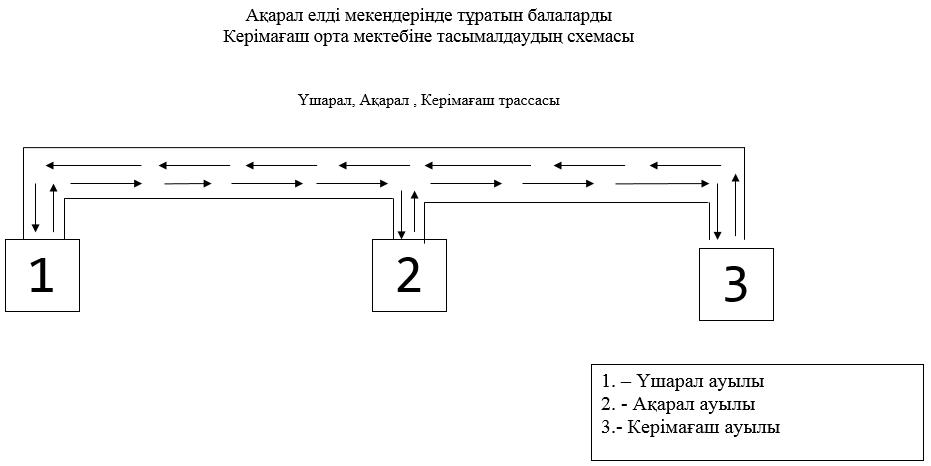 Ақарал елді мекендерінде тұратын балаларды
Керімағаш орта мектебіне тасымалдаудың схемасы
Үшарал, Ақарал , Керімағаш трассасы
1
2
3
1. – Үшарал ауылы
2. - Ақарал ауылы
3.- Керімағаш ауылы